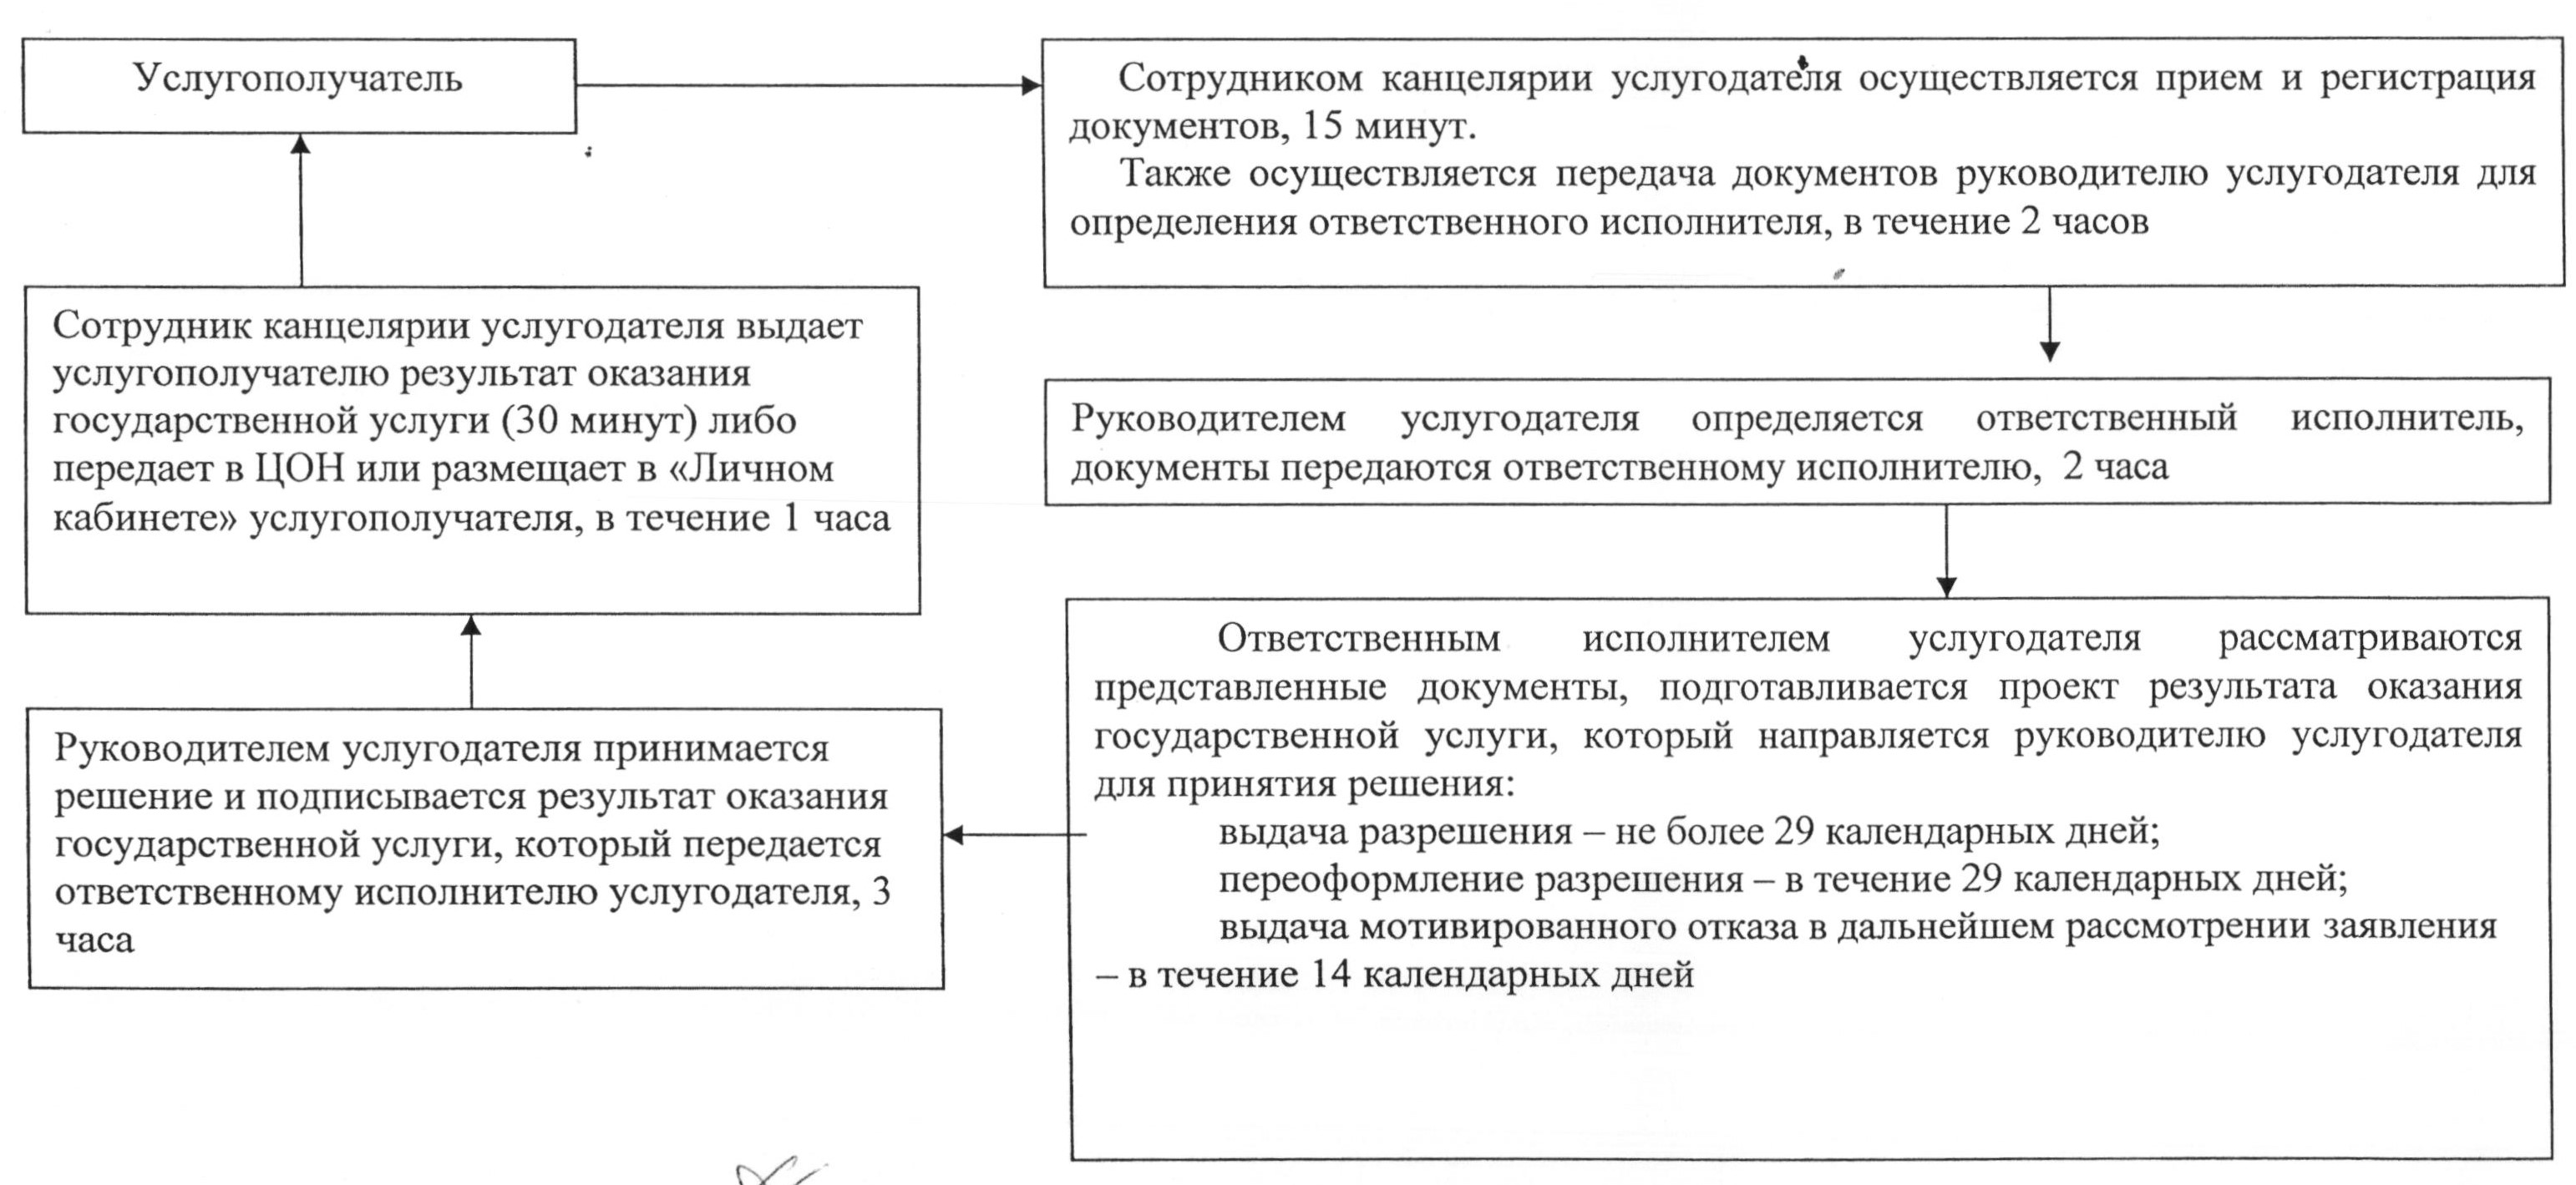 Услугополучатель
Сотрудником канцелярии услугодателя осуществляется прием и регистрация
документов, 15 минут.
Также осуществляется передача документов руководителю услугодателя для
определения ответственного исполнителя, в течение 2 часов
Руководителем услугодателя определяется ответственный исполнитель,
документы передаются ответственному исполнителю, 2 часа
Ответственным исполнителем услугодателя рассматриваются
представленные документы, подготавливается проект результата оказания
государственной услуги, который направляется руководителю услугодателя
для принятия решения:
выдача разрешения – не более 29 календарных дней;
переоформление разрешения – в течение 29 календарных дней;
выдача мотивированного отказа в дальнейшем рассмотрении заявления
– в течение 14 календарных дней
Руководителем услугодателя принимается
решение и подписывается результат оказания
государственной услуги, который передается
ответственному исполнителю услугодателя, 3
часа
Сотрудник канцелярии услугодателя выдает
услугополучателю результат оказания
государственной услуги (30 минут) либо
передает в ЦОН или размещает в «Личном
кабинете» услугополучателя, в течение 1 часа